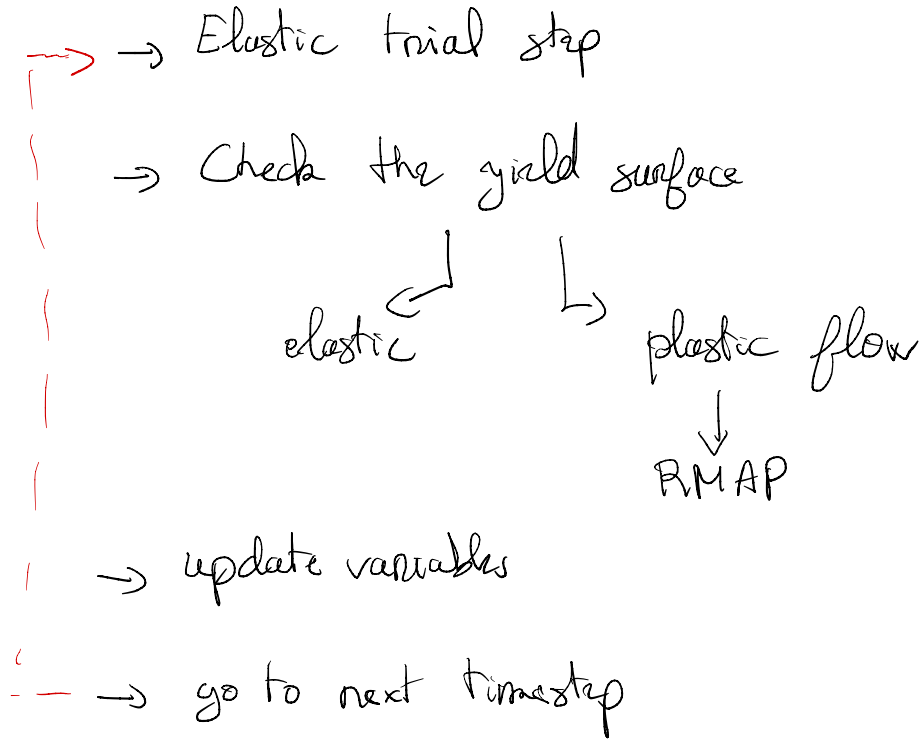 → Elastic trial step
→ Check the yield surface
elastic
plastic flow
RMAP
→ update variables
→ go to next timestep